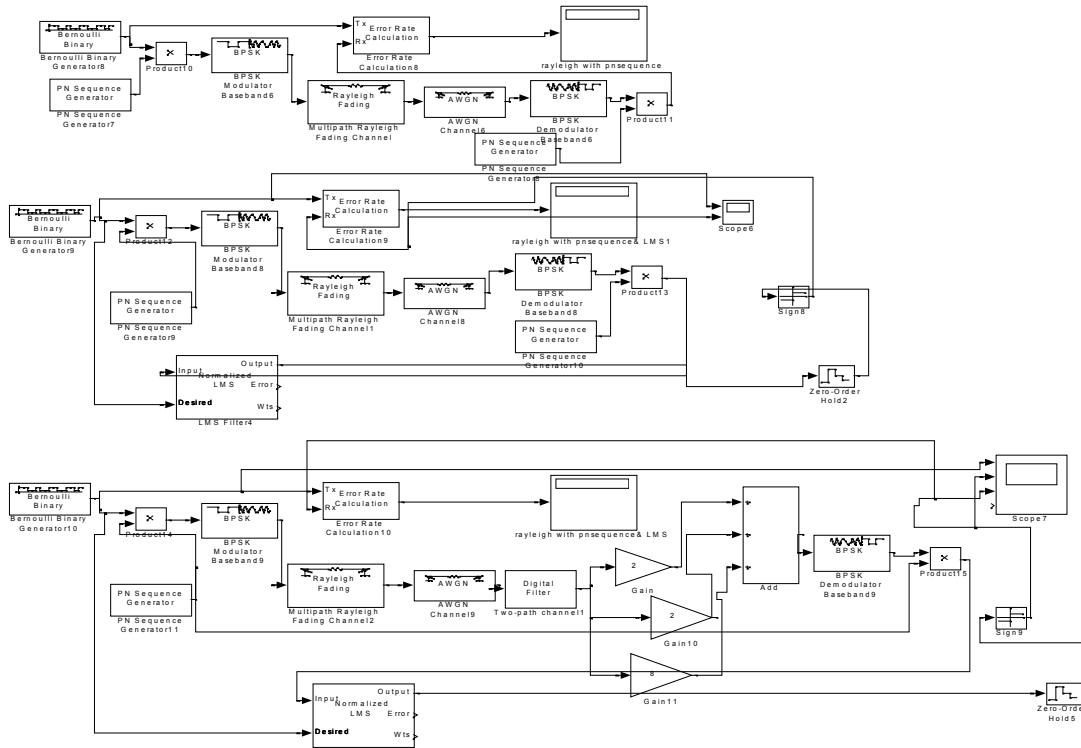 Bernoulli
Binary
Bernoulli Binary
Generator8
×
Product10
PN Sequence
Generator
PN Sequence
Generator7
BPSK
BPSK
Modulator
Baseband6
Tx
Rx
Error Rate
Calculation
Error Rate
Calculation8
rayleigh with pnsequence
Rayleigh
Fading
Multipath Rayleigh
Fading Channel
AWGN
AWGN
Channel6
BPSK
BPSK
Demodulator
Baseband6
×
Product11
PN Sequence
Generator
PN Sequence
Bernoulli
Binary
Bernoulli Binary
Generator9
×
Product12
PN Sequence
Generator
PN Sequence
Generator9
BPSK
BPSK
Modulator
Baseband8
Tx
Rx
Error Rate
Calculation
Error Rate
Calculation9
rayleigh with pnsequence& LMS1
Scope6
Rayleigh
Fading
Multipath Rayleigh
Fading Channel1
AWGN
AWGN
Channel8
BPSK
BPSK
Demodulator
Baseband8
×
Product13
PN Sequence
Generator
PN Sequence
Generator10
Sign8
Zero-Order
Hold2
Input
Desired
Normalized
LMS
Output
Error
Wts
LMS Filter4
Bernoulli
Binary
Bernoulli Binary
Generator10
×
Product14
PN Sequence
Generator
PN Sequence
Generator11
BPSK
BPSK
Modulator
Baseband9
Tx
Rx
Error Rate
Calculation
Error Rate
Calculation10
rayleigh with pnsequence& LMS
Scope7
Rayleigh
Fading
Multipath Rayleigh
Fading Channel2
AWGN
AWGN
Channel9
Digital
Filter
Two-path channel1
2
Gain
2
Gain10
8
Gain11
Add
BPSK
BPSK
Demodulator
Baseband9
×
Product15
Sign9
Input
Desired
Normalized
LMS
Output
Error
Wts
Zero-Order
Hold5